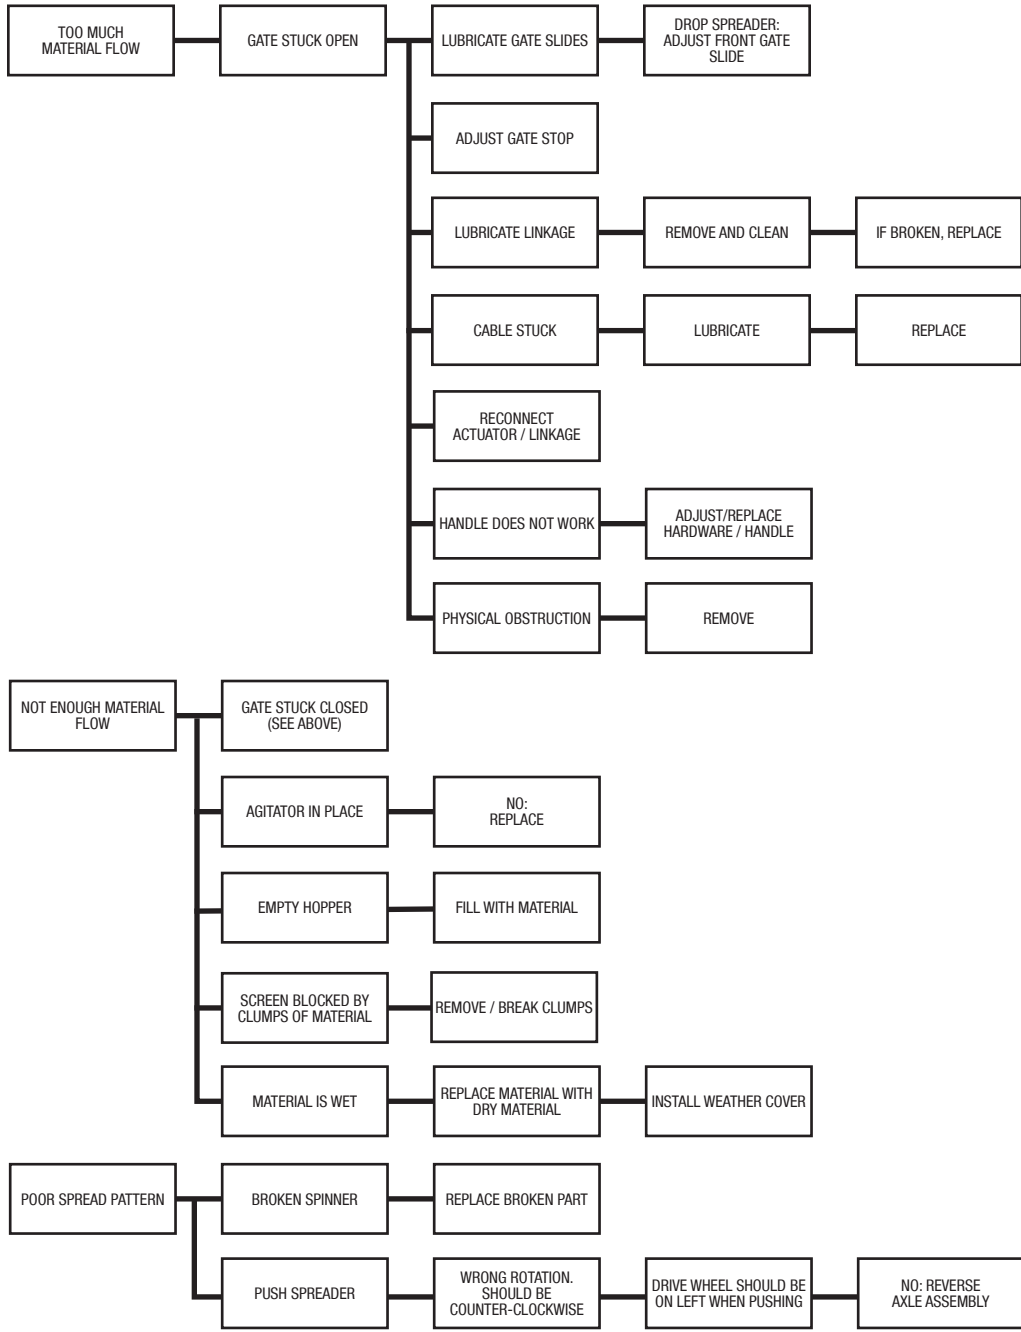 TOO MUCH
MATERIAL FLOW
GATE STUCK OPEN
LUBRICATE GATE SLIDES
DROP SPREADER:
ADJUST FRONT GATE
SLIDE
ADJUST GATE STOP
LUBRICATE LINKAGE
REMOVE AND CLEAN
IF BROKEN, REPLACE
CABLE STUCK
LUBRICATE
REPLACE
RECONNECT
ACTUATOR / LINKAGE
HANDLE DOES NOT WORK
ADJUST/REPLACE
HARDWARE / HANDLE
PHYSICAL OBSTRUCTION
REMOVE
NOT ENOUGH MATERIAL
FLOW
GATE STUCK CLOSED
(SEE ABOVE)
AGITATOR IN PLACE
NO:
REPLACE
EMPTY HOPPER
FILL WITH MATERIAL
SCREEN BLOCKED BY
CLUMPS OF MATERIAL
REMOVE / BREAK CLUMPS
MATERIAL IS WET
REPLACE MATERIAL WITH
DRY MATERIAL
INSTALL WEATHER COVER
POOR SPREAD PATTERN
BROKEN SPINNER
REPLACE BROKEN PART
PUSH SPREADER
WRONG ROTATION.
SHOULD BE
COUNTER-CLOCKWISE
DRIVE WHEEL SHOULD BE
ON LEFT WHEN PUSHING
NO: REVERSE
AXLE ASSEMBLY